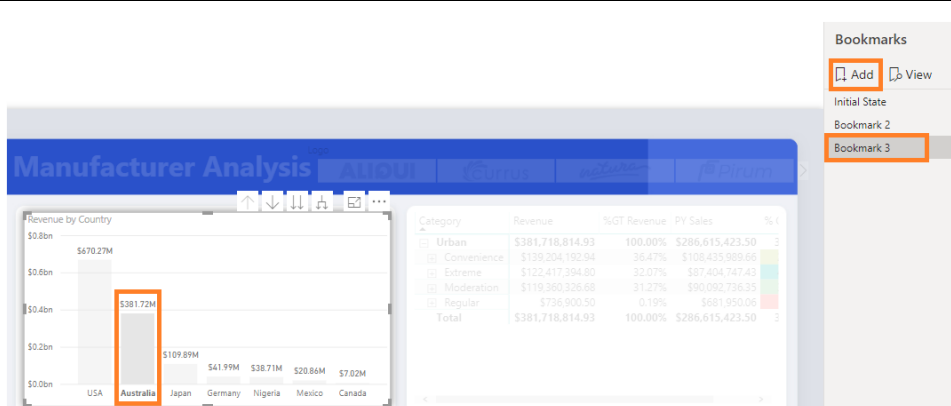 Bookmarks
Add View
Initial State
Bookmark 2
Bookmark 3
Manufacturer Analysis
Logo
ALIQUI Currus Pirum
Revenue by Country
$0.8bn
$0.6bn
$0.4bn
$0.2bn
$0.0bn
$670.27M
$381.72M
$109.89M
$41.99M
$38.71M
$20.86M
$7.02M
USA Australia Japan Germany Nigeria Mexico Canada
Category Revenue %GT Revenue PY Sales % G
Urban $381,718,814.93 100.00% $286,615,423.50 3
Convenience $139,204,192.94 36.47% $108,435,989.66
Extreme $122,417,394.80 32.07% $87,404,747.43
Moderation $119,360,326.68 31.27% $90,092,736.35
Regular $736,900.50 0.19% $681,950.06
Total $381,718,814.93 100.00% $286,615,423.50 3